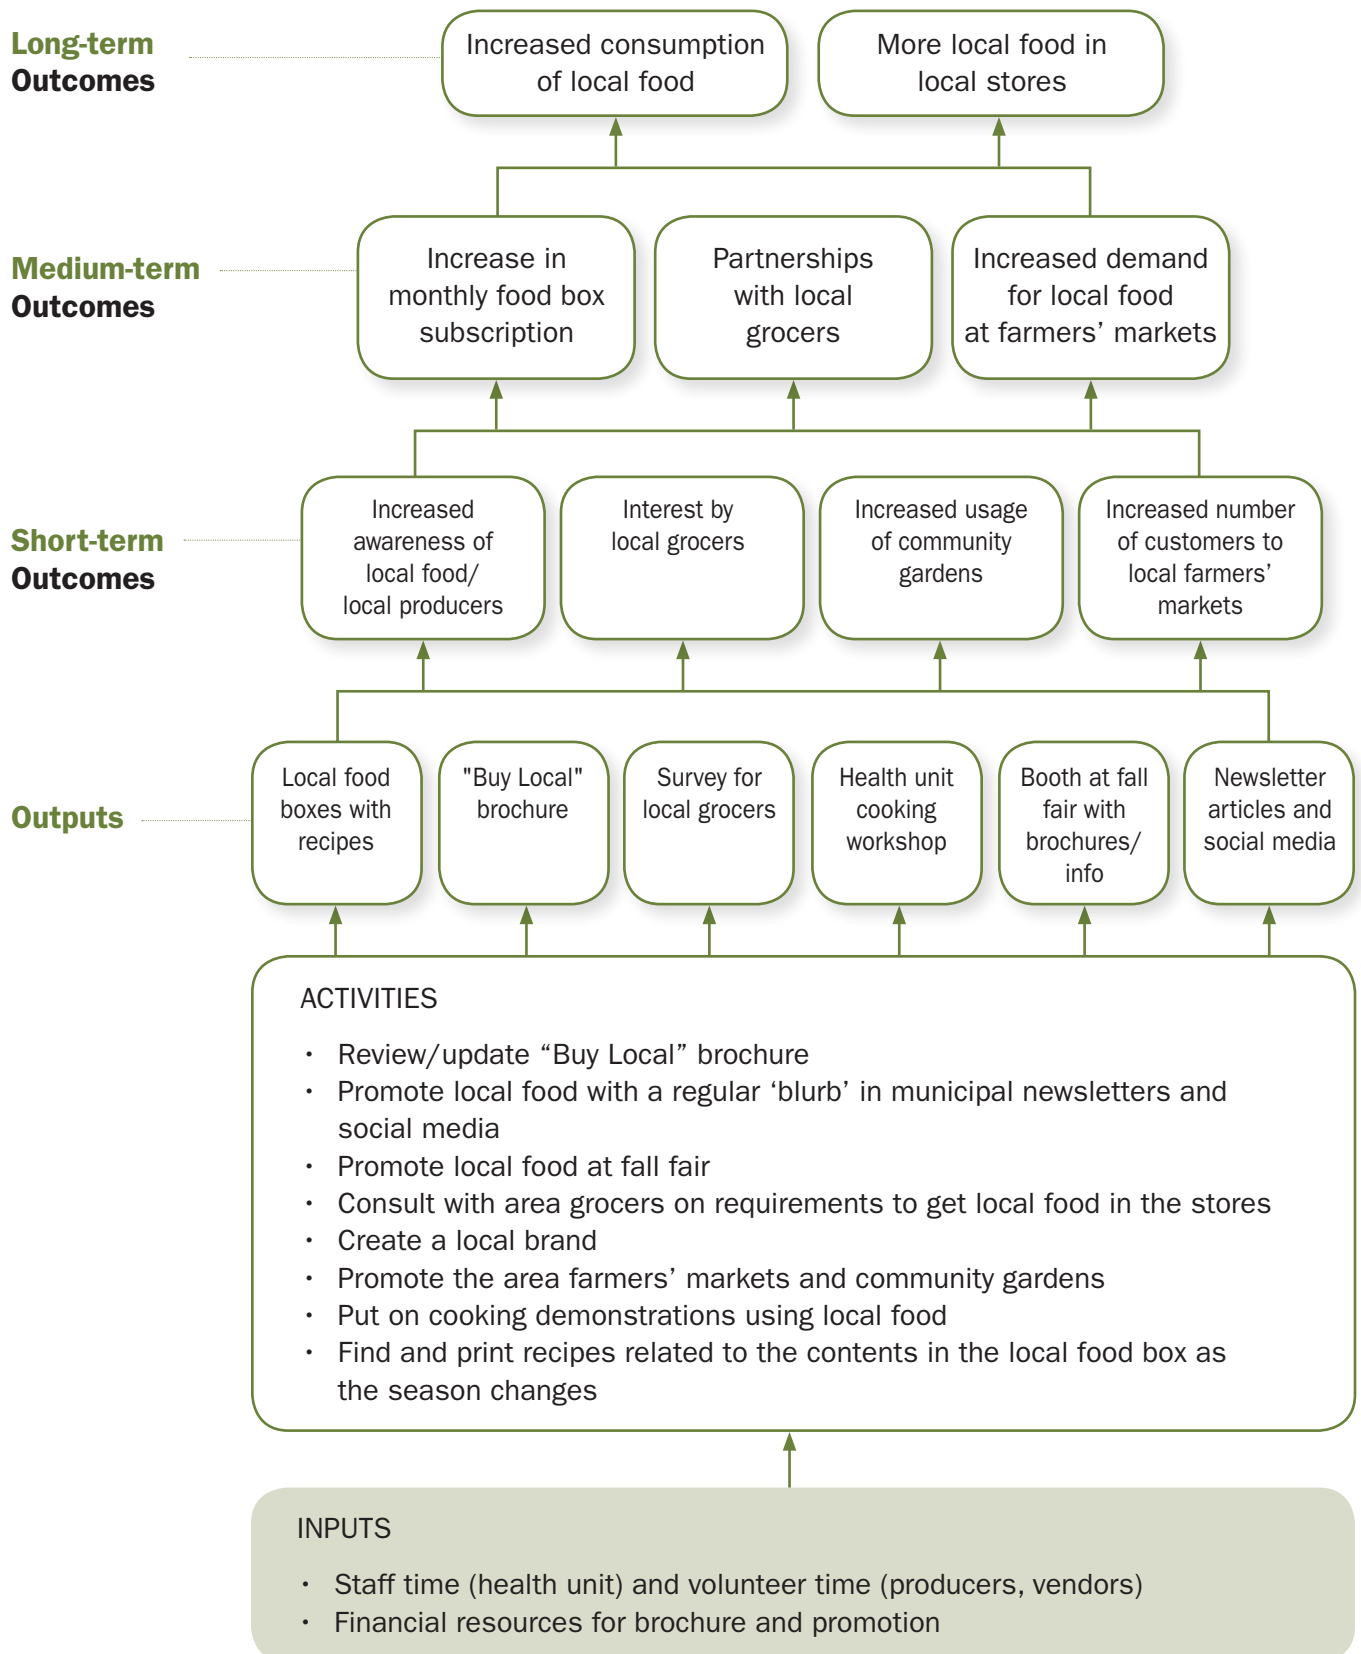 Long-term
Outcomes
Increased consumption
of local food
More local food in
local stores
Medium-term
Outcomes
Increase in
monthly food box
subscription
Partnerships
with local
grocers
Increased demand
for local food
at farmers’ markets
Short-term
Outcomes
Increased
awareness of
local food/
local producers
Interest by
local grocers
Increased usage
of community
gardens
Increased number
of customers to
local farmers’
markets
Outputs
Local food
boxes with
recipes
"Buy Local"
brochure
Survey for
local grocers
Health unit
cooking
workshop
Booth at fall
fair with
brochures/
info
Newsletter
articles and
social media
ACTIVITIES
• Review/update “Buy Local” brochure
• Promote local food with a regular ‘blurb’ in municipal newsletters and
social media
• Promote local food at fall fair
• Consult with area grocers on requirements to get local food in the stores
• Create a local brand
• Promote the area farmers’ markets and community gardens
• Put on cooking demonstrations using local food
• Find and print recipes related to the contents in the local food box as
the season changes
INPUTS
• Staff time (health unit) and volunteer time (producers, vendors)
• Financial resources for brochure and promotion